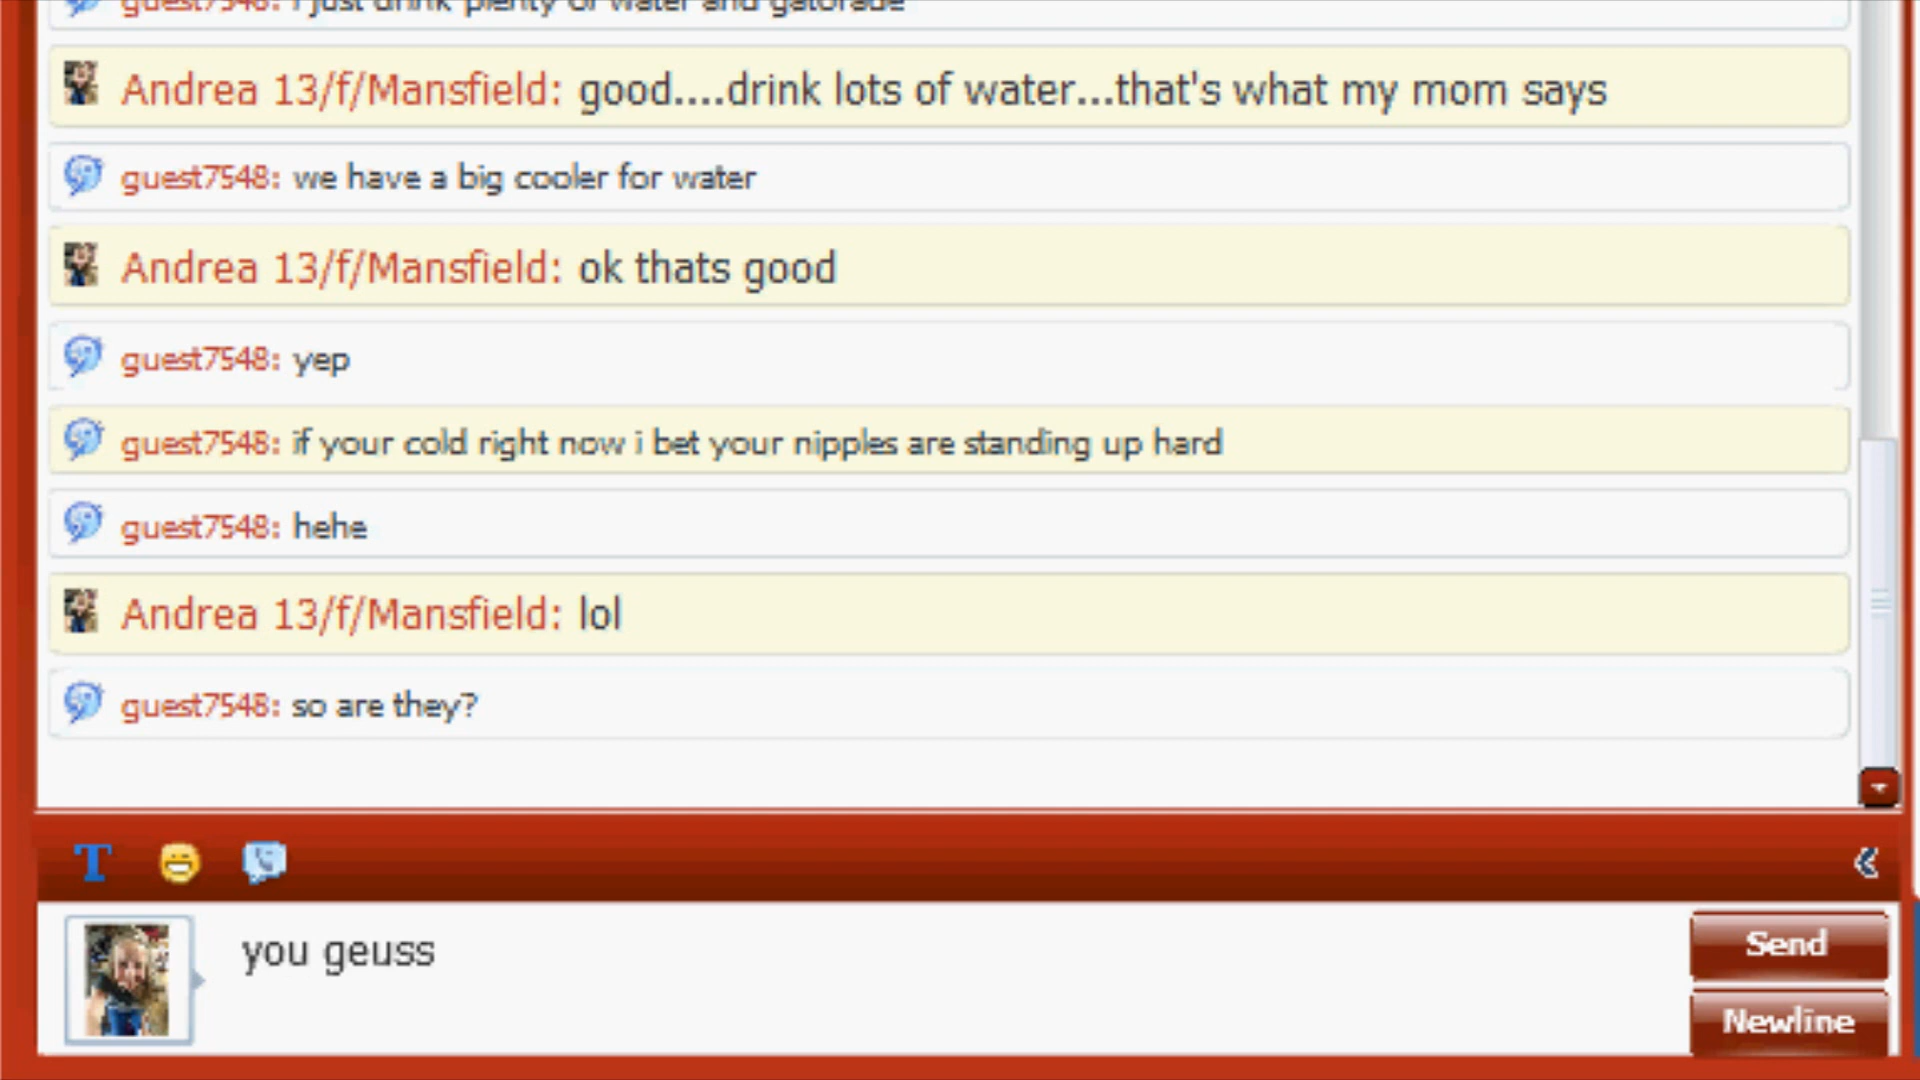 guest7548: i just drink plenty of water and gatorade
Andrea 13/f/Mansfield: good....drink lots of water...that's what my mom says
guest7548: we have a big cooler for water
Andrea 13/f/Mansfield: ok thats good
guest7548: yep
guest7548: if your cold right now i bet your nipples are standing up hard
guest7548: hehe
Andrea 13/f/Mansfield: lol
guest7548: so are they?
T
you geuss
Send
Newline